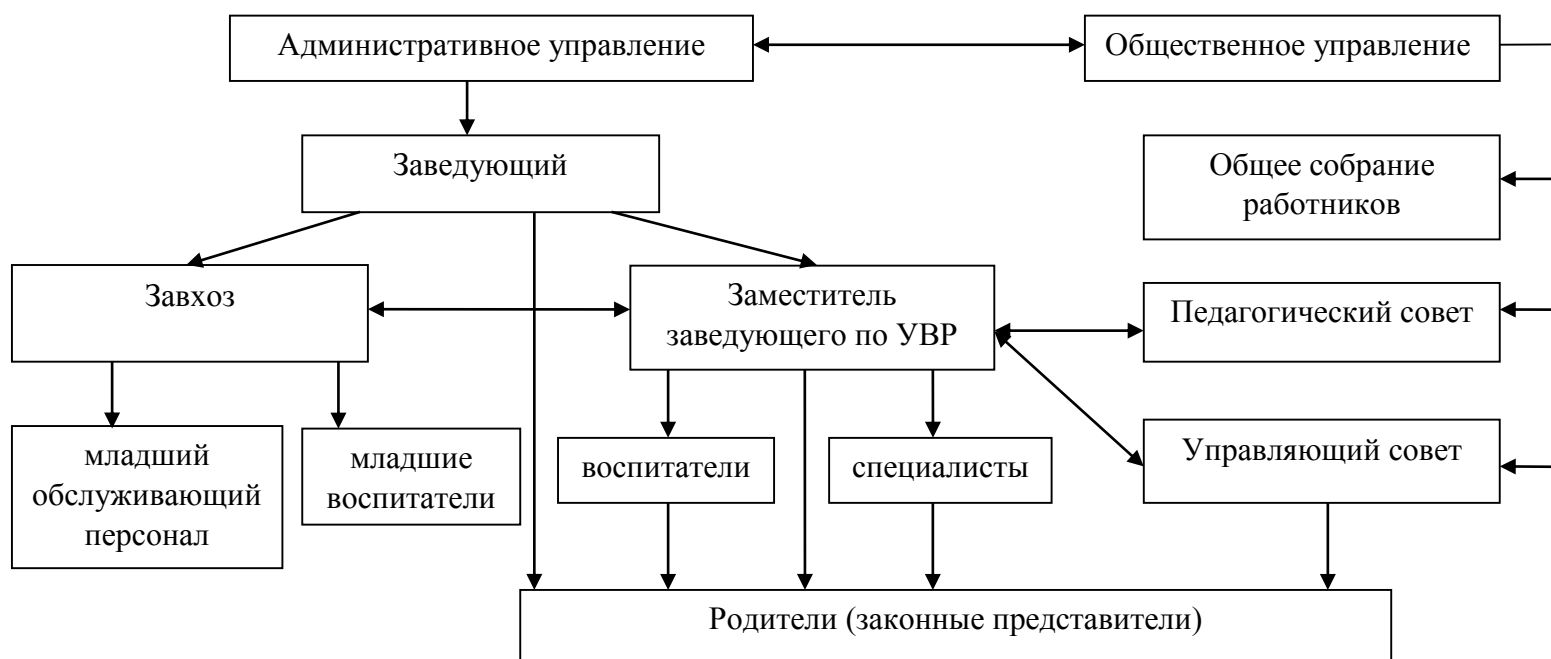 Административное управление
Общественное управление
Заведующий
Общее собрание
работников
Завхоз
Заместитель
заведующего по УВР
Педагогический совет
младший
обслуживающий
персонал
младшие
воспитатели
воспитатели
специалисты
Управляющий совет
Родители (законные представители)